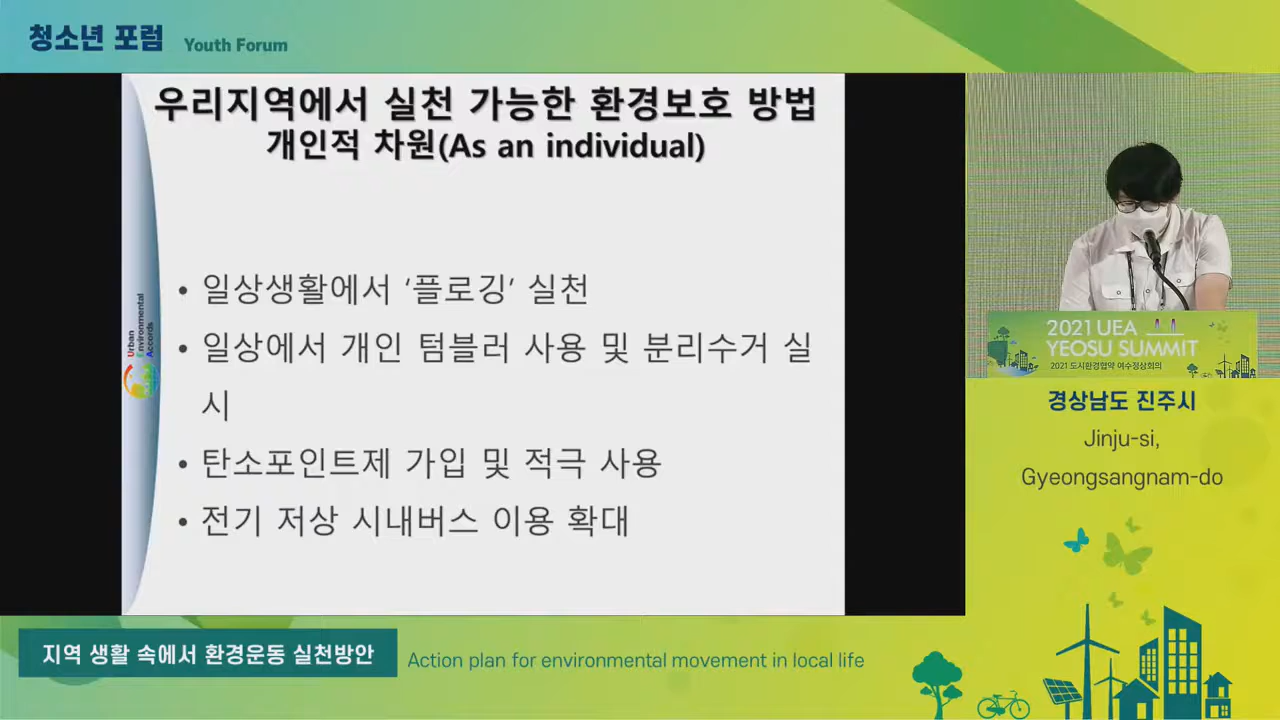 청소년 포럼 Youth Forum
우리지역에서 실천 가능한 환경보호 방법
개인적 차원(As an individual)
• 일상생활에서 ‘플로깅’ 실천
• 일상에서 개인 텀블러 사용 및 분리수거 실
시
• 탄소포인트제 가입 및 적극 사용
• 전기 저상 시내버스 이용 확대
Urban
Environmental
Accords
2021 UEA
YEOSU SUMMIT
2021 도시환경협약 여수정상회의
경상남도 진주시
Jinju-si,
Gyeongsangnam-do
지역 생활 속에서 환경운동 실천방안 Action plan for environmental movement in local life